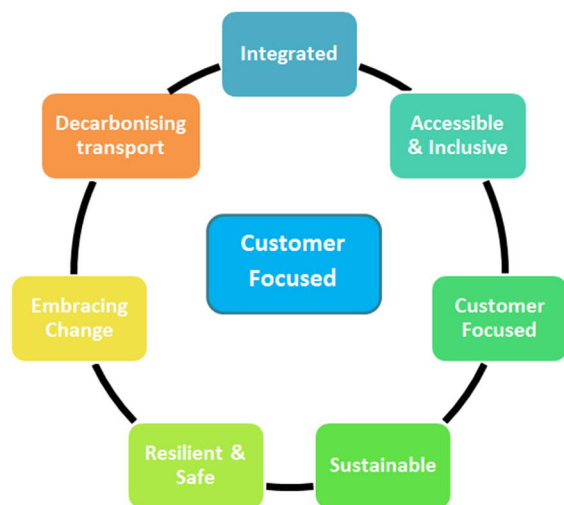 Integrated
Accessible
& Inclusive
Customer
Focused
Sustainable
Resilient &
Safe
Embracing
Change
Decarbonising
transport
Customer
Focused